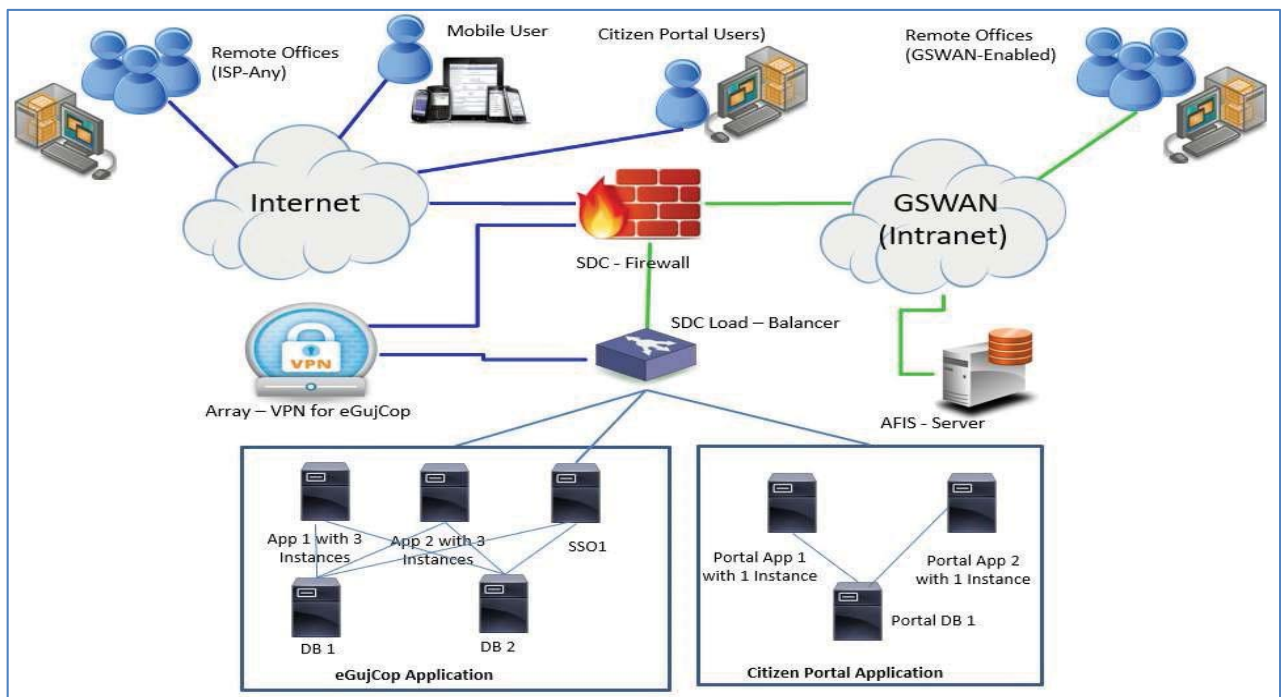 Remote Offices
(ISP-Any)
Mobile User
Citizen Portal Users)
Remote Offices
(GSWAN-Enabled)
Internet
GSWAN
(Intranet)
SDC - Firewall
SDC Load – Balancer
VPN
Array – VPN for eGujCop
AFIS - Server
App 1 with 3
Instances
App 2 with 3
Instances
SSO1
DB 1
DB 2
eGujCop Application
Portal App 1
with 1 Instance
Portal App 2
with 1 Instance
Portal DB 1
Citizen Portal Application